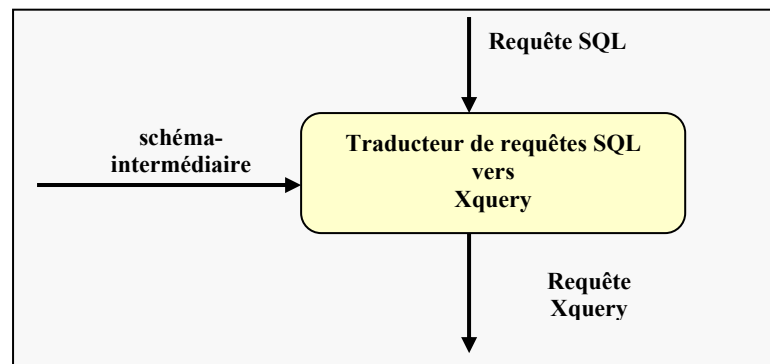 Requête SQL
schéma-
intermédiaire
Traducteur de requêtes SQL
vers
Xquery
Requête
Xquery